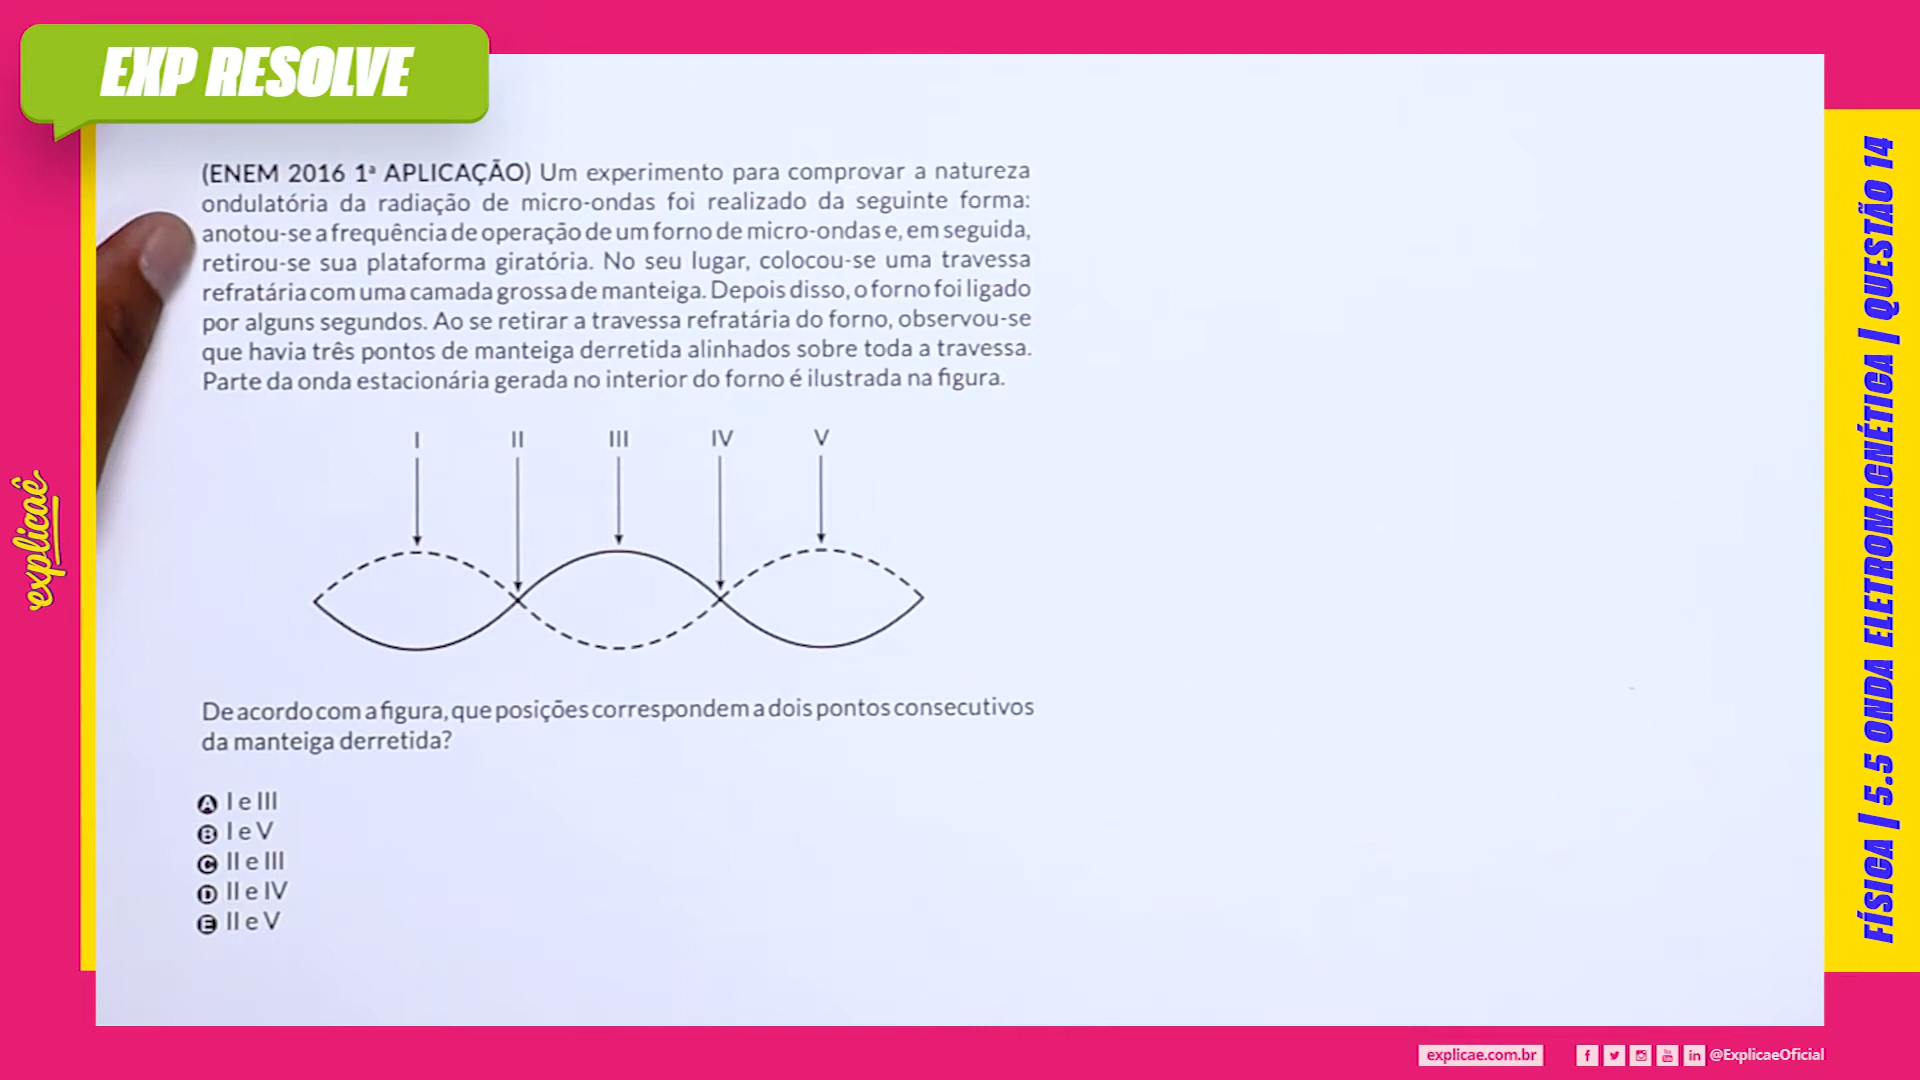 EXP RESOLVE
(ENEM 2016 1ª APLICAÇÃO) Um experimento para comprovar a natureza
ondulatória da radiação de micro-ondas foi realizado da seguinte forma:
anotou-se a frequência de operação de um forno de micro-ondas e, em seguida,
retirou-se sua plataforma giratória. No seu lugar, colocou-se uma travessa
refratária com uma camada grossa de manteiga. Depois disso, o forno foi ligado
por alguns segundos. Ao se retirar a travessa refratária do forno, observou-se
que havia três pontos de manteiga derretida alinhados sobre toda a travessa.
Parte da onda estacionária gerada no interior do forno é ilustrada na figura.
I II III IV V
De acordo com a figura, que posições correspondem a dois pontos consecutivos
da manteiga derretida?
A I e III
B I e V
C II e III
D II e IV
E II e V
explicaê
FÍSICA | 5.5 ONDA ELETROMAGNÉTICA | QUESTÃO 14
explicae.com.br
@ExplicaeOficial